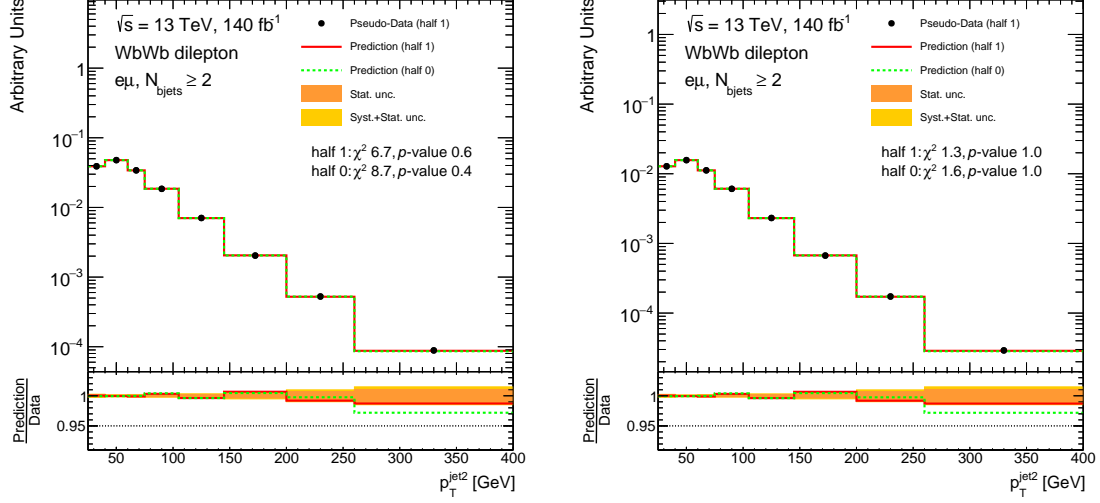 Arbitrary Units
√s = 13 TeV, 140 fb⁻¹
WbWb dilepton
eμ, N_bjets ≥ 2
Pseudo-Data (half 1)
Prediction (half 1)
Prediction (half 0)
Stat. unc.
Syst.+Stat. unc.
half 1: χ² 6.7, p-value 0.6
half 0: χ² 8.7, p-value 0.4
1
10⁻¹
10⁻²
10⁻³
10⁻⁴
Prediction
Data
1
0.95
50 100 150 200 250 300 350 400
p_T^jet2 [GeV]
Arbitrary Units
√s = 13 TeV, 140 fb⁻¹
WbWb dilepton
eμ, N_bjets ≥ 2
Pseudo-Data (half 1)
Prediction (half 1)
Prediction (half 0)
Stat. unc.
Syst.+Stat. unc.
half 1: χ² 1.3, p-value 1.0
half 0: χ² 1.6, p-value 1.0
1
10⁻¹
10⁻²
10⁻³
10⁻⁴
Prediction
Data
1
0.95
50 100 150 200 250 300 350 400
p_T^jet2 [GeV]